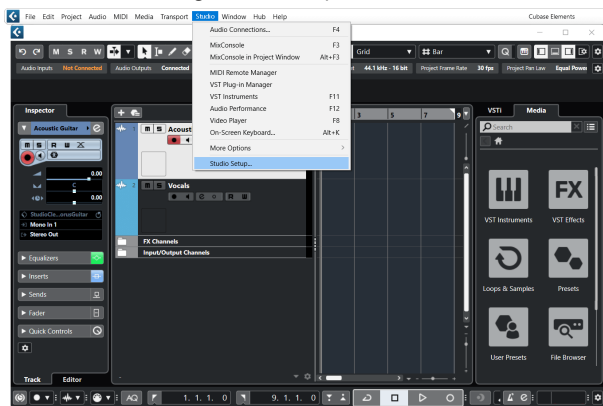 File Edit Project Audio MIDI Media Transport Studio Window Hub Help Cubase Elements
M S R W Grid Bar Q
Audio Inputs Not Connected Audio Outputs Connected 44.1 kHz - 16 bit Project Frame Rate 30 fps Project Pan Law Equal Power
Audio Connections... F4
MixConsole F3
MixConsole in Project Window Alt+F3
MIDI Remote Manager
VST Plug-in Manager
VST Instruments F11
Audio Performance F12
Video Player F8
On-Screen Keyboard... Alt+K
More Options
Studio Setup...
Inspector
Acoustic Guitar
M S R W
0.00
C
0.00
Mono In 1
Stereo Out
Equalizers
Inserts
Sends
Fader
Quick Controls
Track Editor
1 M S Acoust
2 M S Vocals
R W
FX Channels
Input/Output Channels
3 5 7 9
VSTi Media
Search
VST Instruments
FX
VST Effects
Loops & Samples
Presets
User Presets
File Browser
AQ 1. 1. 1. 0 9. 1. 1. 0